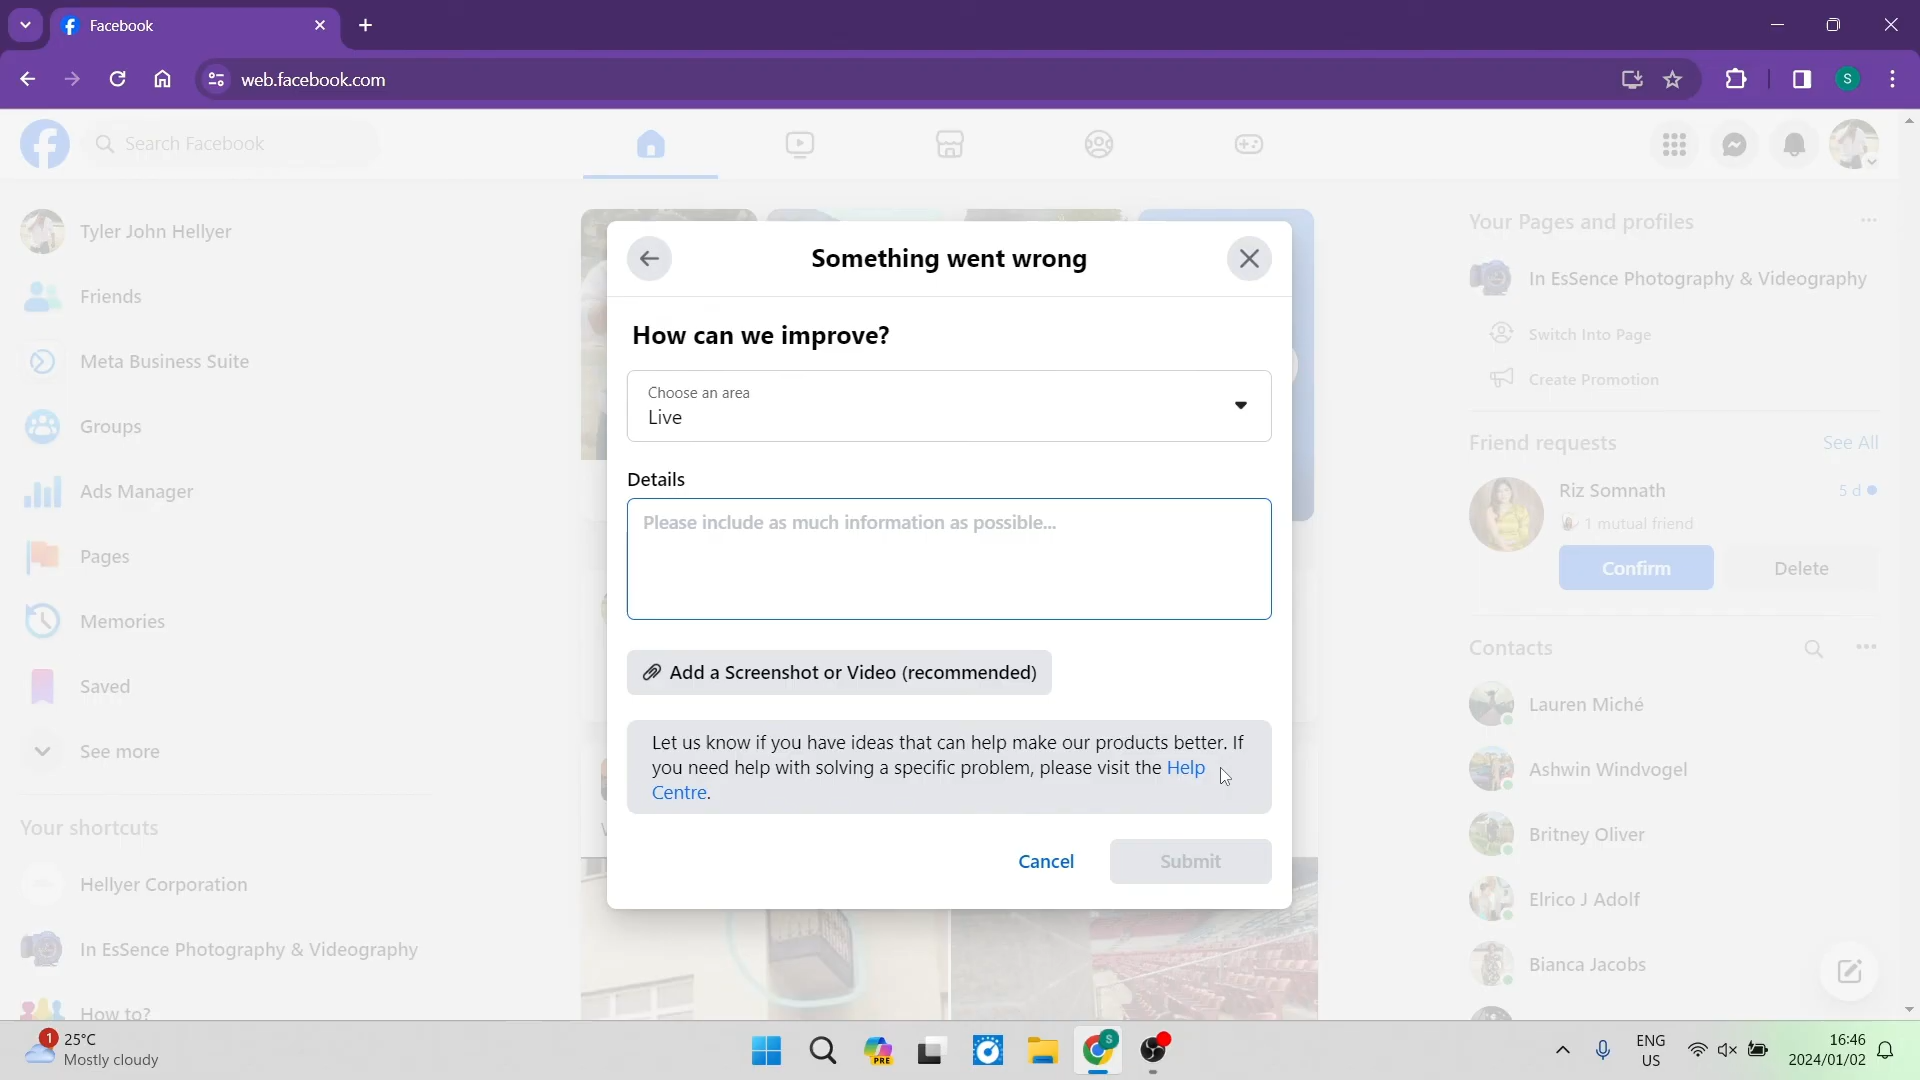 Facebook
web.facebook.com
S
Search Facebook
Tyler John Hellyer
Friends
Meta Business Suite
Groups
Ads Manager
Pages
Memories
Saved
See more
Your shortcuts
Hellyer Corporation
In EsSence Photography & Videography
How to?
Something went wrong
How can we improve?
Choose an area
Live
Details
Please include as much information as possible...
Add a Screenshot or Video (recommended)
Let us know if you have ideas that can help make our products better. If
you need help with solving a specific problem, please visit the Help
Centre.
Cancel
Submit
Your Pages and profiles
In EsSence Photography & Videography
Switch Into Page
Create Promotion
Friend requests
See All
Riz Somnath
5 d
1 mutual friend
Confirm
Delete
Contacts
Lauren Miché
Ashwin Windvogel
Britney Oliver
Elrico J Adolf
Bianca Jacobs
1
25°C
Mostly cloudy
PRE
S
ENG
US
16:46
2024/01/02